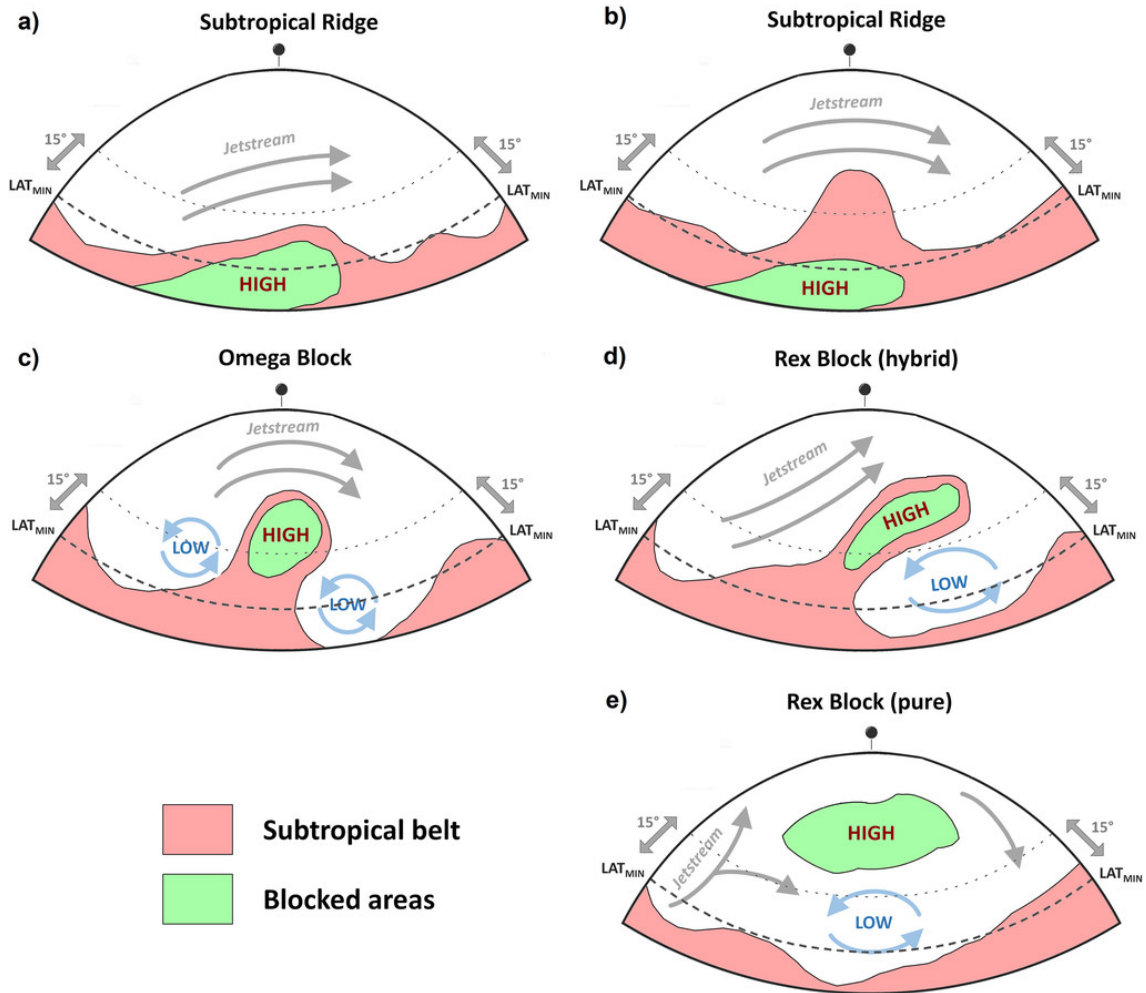 a)
Subtropical Ridge
Jetstream
15°
15°
LATMIN
LATMIN
HIGH
b)
Subtropical Ridge
Jetstream
15°
15°
LATMIN
LATMIN
HIGH
c)
Omega Block
Jetstream
15°
15°
LATMIN
LATMIN
LOW
HIGH
LOW
d)
Rex Block (hybrid)
Jetstream
15°
15°
LATMIN
LATMIN
HIGH
LOW
e)
Rex Block (pure)
Jetstream
15°
15°
LATMIN
LATMIN
HIGH
LOW
Subtropical belt
Blocked areas